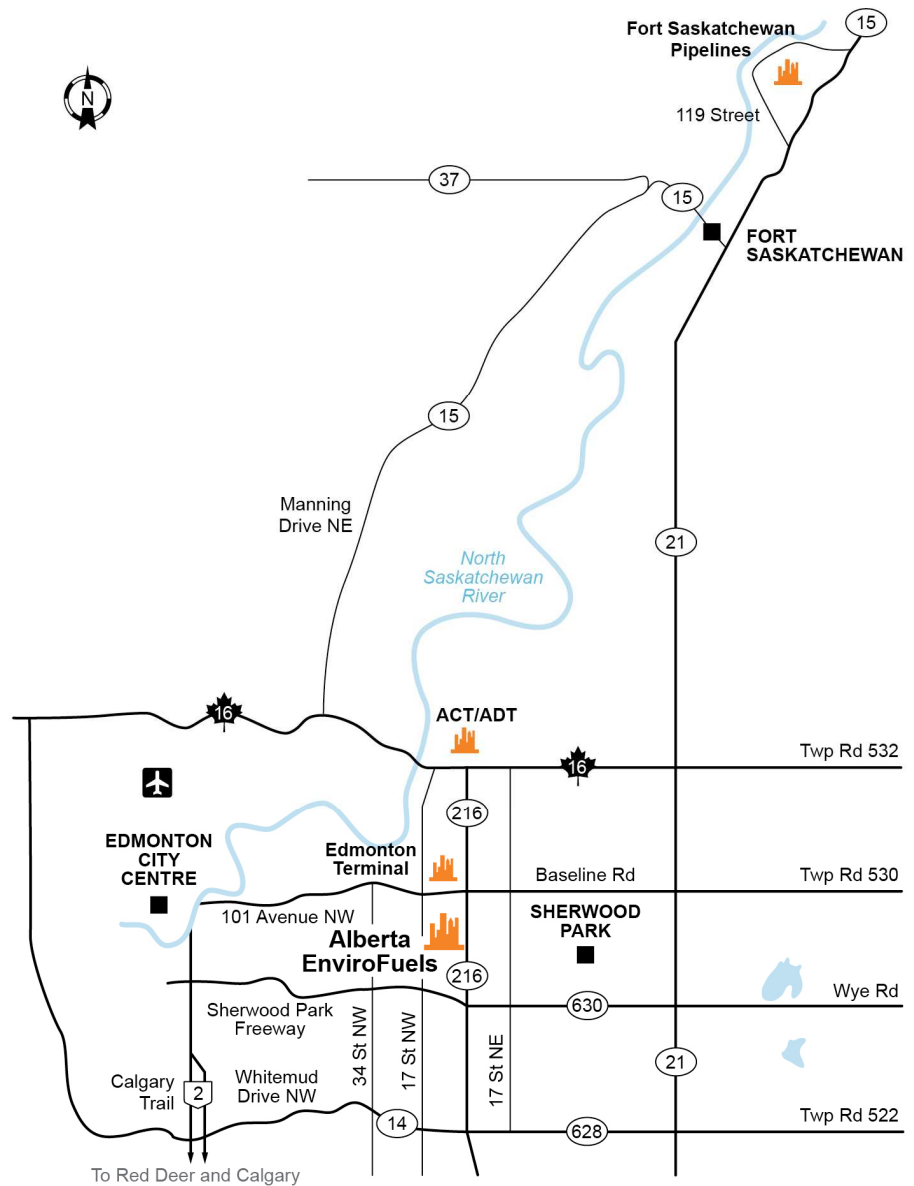 Fort Saskatchewan
Pipelines
15
N
119 Street
37
15
FORT
SASKATCHEWAN
15
Manning
Drive NE
21
North
Saskatchewan
River
16
ACT/ADT
Twp Rd 532
16
216
EDMONTON
CITY
CENTRE
Edmonton
Terminal
Baseline Rd
Twp Rd 530
101 Avenue NW
SHERWOOD
PARK
Alberta
EnviroFuels
216
Wye Rd
630
Sherwood Park
Freeway
34 St NW
17 St NW
17 St NE
21
Calgary
Trail
2
Whitemud
Drive NW
14
628
Twp Rd 522
To Red Deer and Calgary